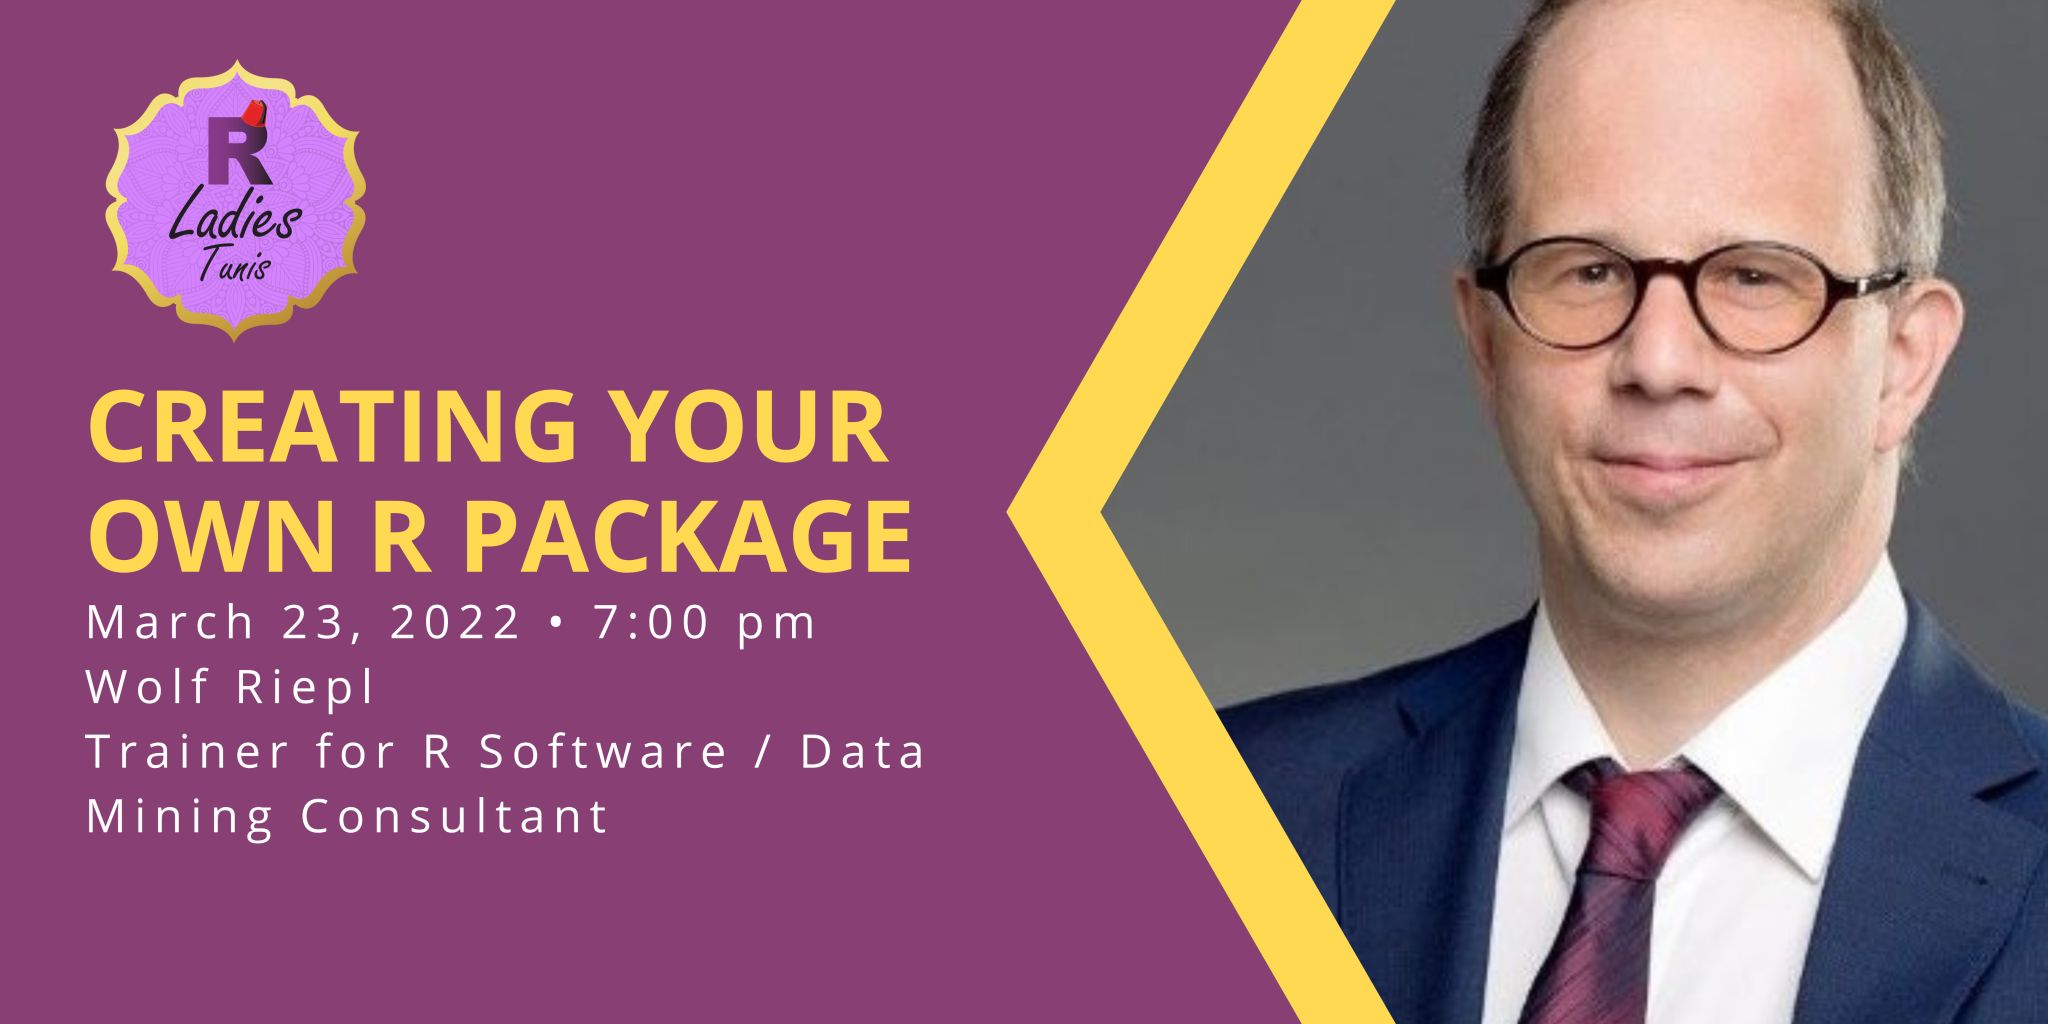 R
Ladies
Tunis
CREATING YOUR
OWN R PACKAGE
March 23, 2022 • 7:00 pm
Wolf Riepl
Trainer for R Software / Data
Mining Consultant